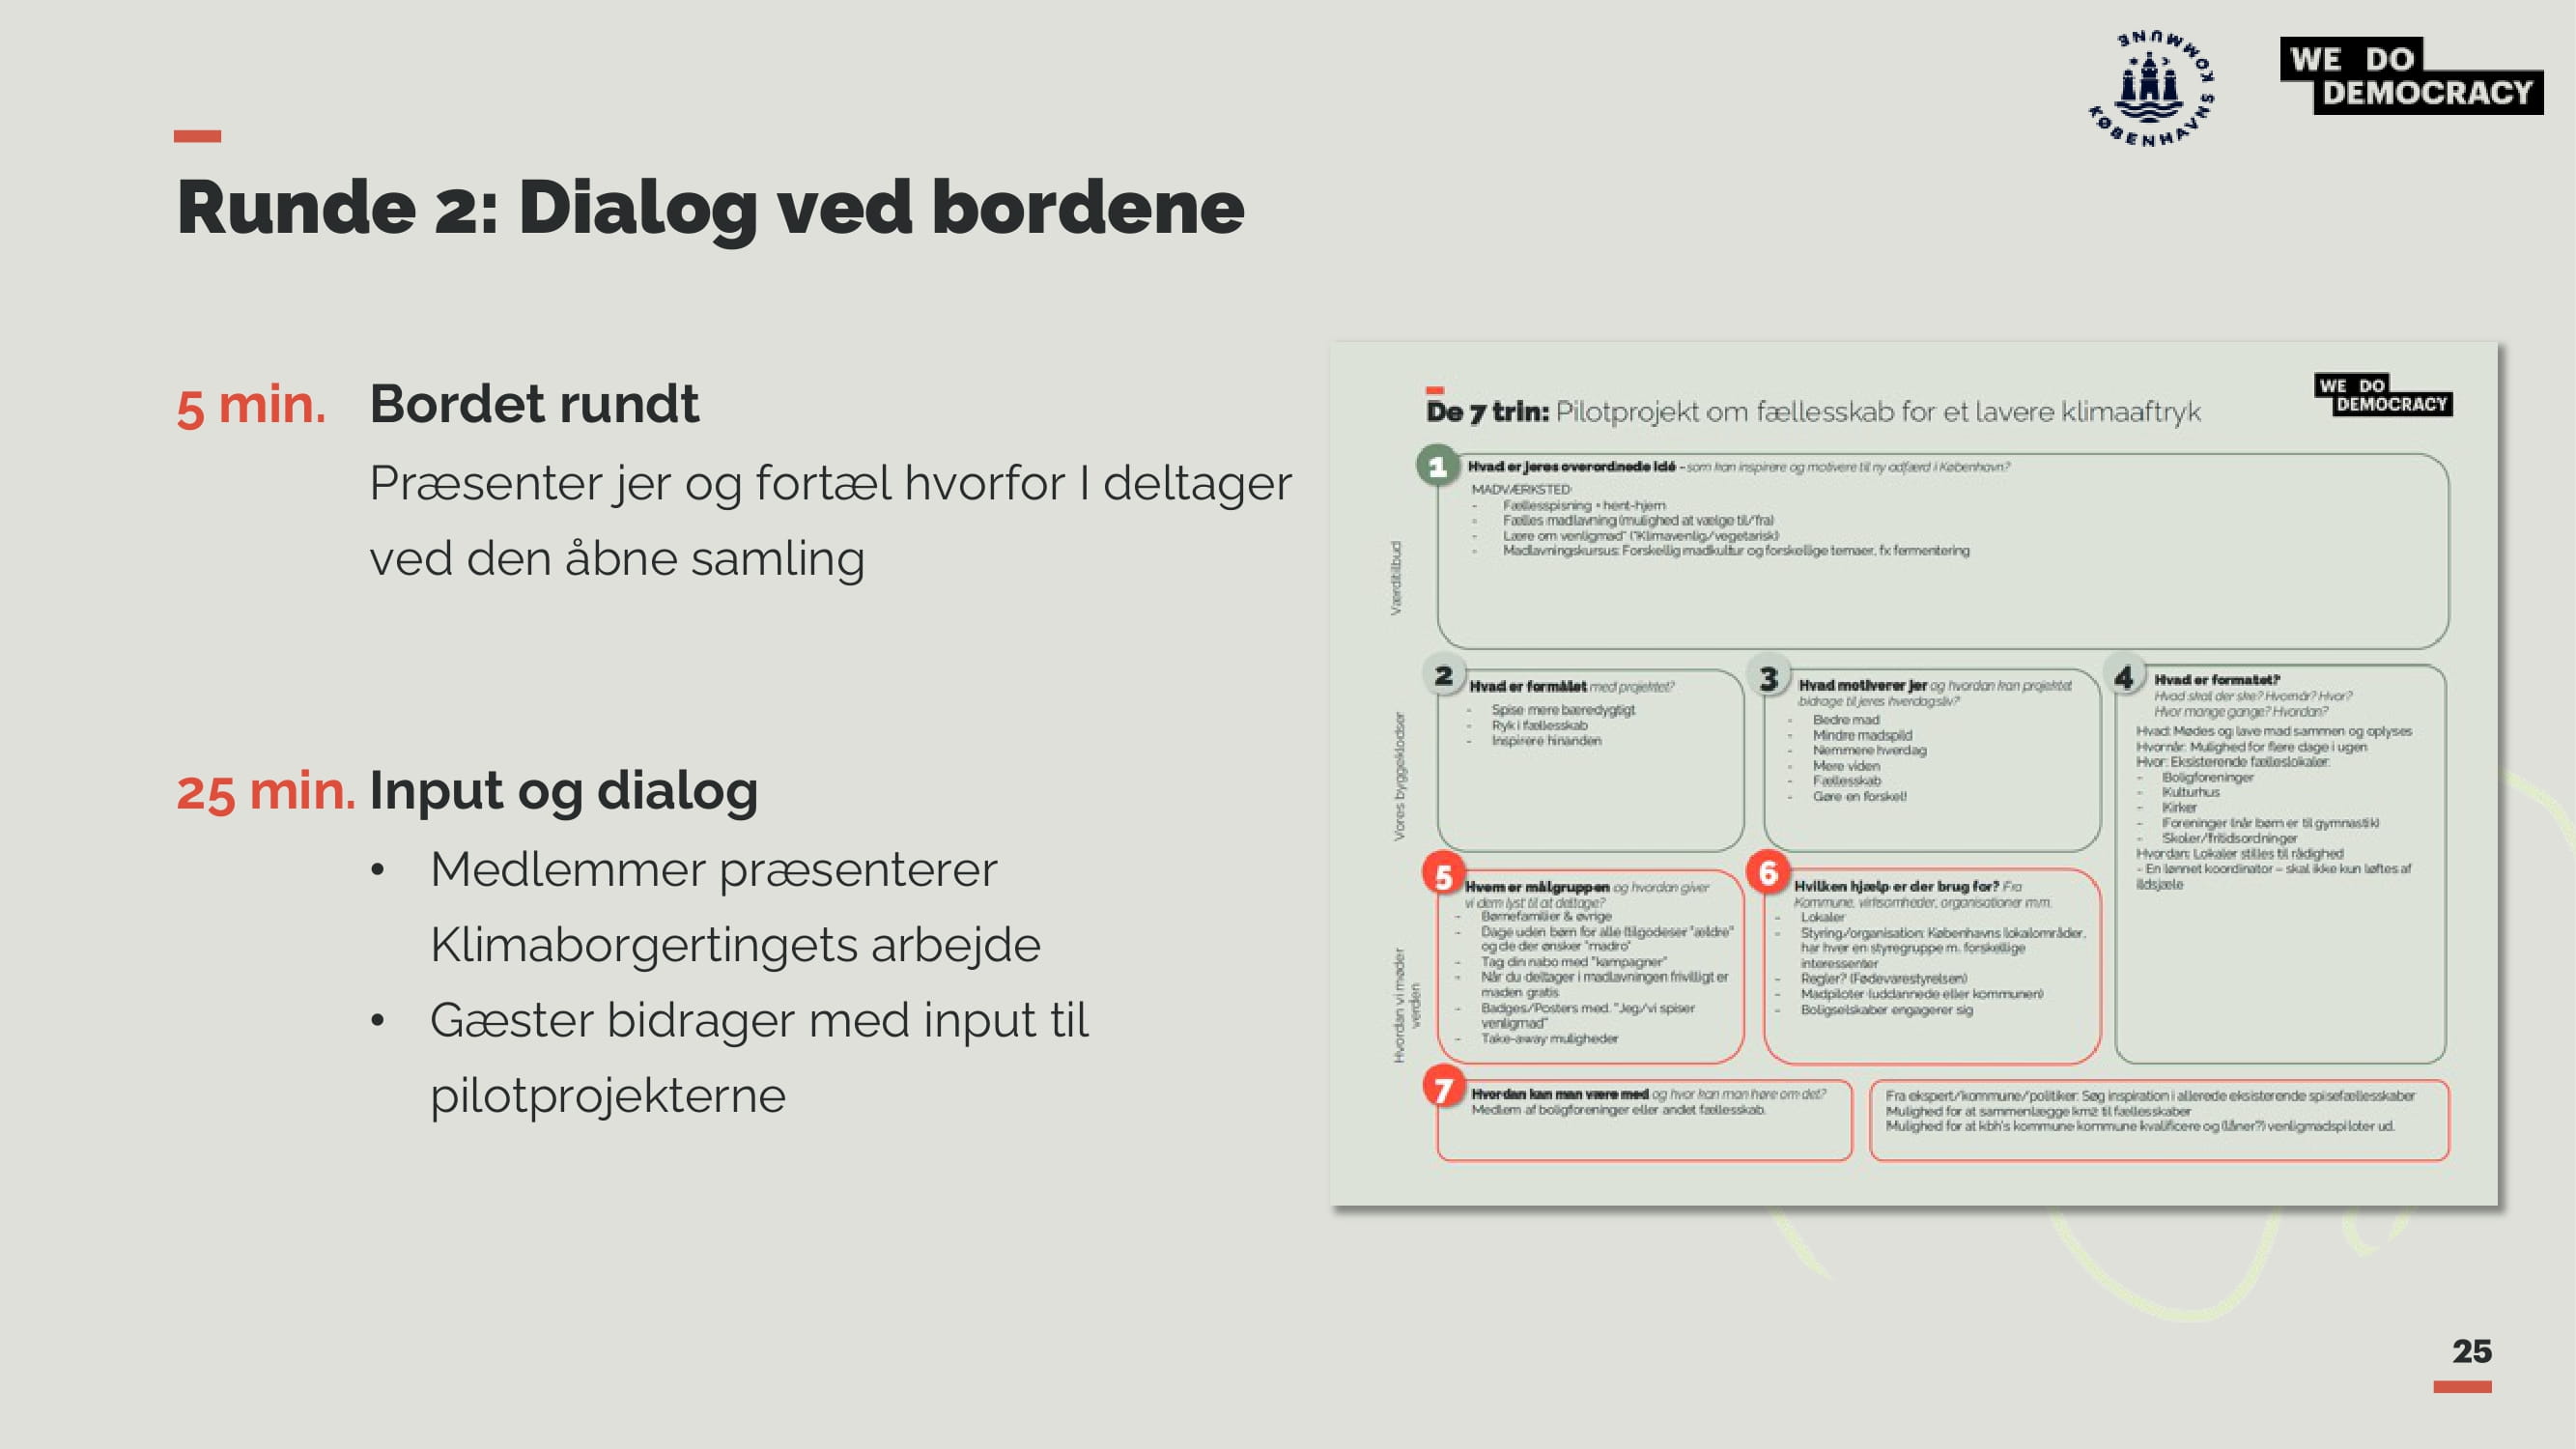 KØBENHAVNS KOMMUNE
WE DO
DEMOCRACY
Runde 2: Dialog ved bordene
5 min. Bordet rundt
Præsenter jer og fortæl hvorfor I deltager
ved den åbne samling
25 min. Input og dialog
• Medlemmer præsenterer
Klimaborgertingets arbejde
• Gæster bidrager med input til
pilotprojekterne
WE DO
DEMOCRACY
De 7 trin: Pilotprojekt om fællesskab for et lavere klimaaftryk
Værditilbud
1
Hvad er jeres overordnede idé - som kan inspirere og motivere til ny adfærd i København?
MADVÆRKSTED
- Fællesspisning + hent-hjem
- Fælles madlavning (mulighed at vælge til/fra)
- Lære om venligmad" ("Klimavenlig/vegetarisk)
- Madlavningskursus: Forskellig madkultur og forskellige temaer, fx fermentering
Vores byggeklodser
2
Hvad er formålet med projektet?
- Spise mere bæredygtigt
- Ryk i fællesskab
- Inspirere hinanden
3
Hvad motiverer jer og hvordan kan projektet
bidrage til jeres hverdagsliv?
- Bedre mad
- Mindre madspild
- Nemmere hverdag
- Mere viden
- Fællesskab
- Gøre en forskel!
4
Hvad er formatet?
Hvad skal der ske? Hvornår? Hvor?
Hvor mange gange? Hvordan?
Hvad: Mødes og lave mad sammen og oplyses
Hvornår: Mulighed for flere dage i ugen
Hvor: Eksisterende fælleslokaler:
- Boligforeninger
- Kulturhus
- Kirker
- Foreninger (når børn er til gymnastik)
- Skoler/fritidsordninger
Hvordan: Lokaler stilles til rådighed
- En lønnet koordinator – skal ikke kun løftes af
ildsjæle
Hvordan vi møder
verden
5
Hvem er målgruppen og hvordan giver
vi dem lyst til at deltage?
- Børnefamilier & øvrige
- Dage uden børn for alle (tilgodeser "ældre"
og de der ønsker "madro"
- Tag din nabo med "kampagner"
- Når du deltager i madlavningen frivilligt er
maden gratis
- Badges/Posters med. "Jeg/vi spiser
venligmad"
- Take-away muligheder
6
Hvilken hjælp er der brug for? Fra
Kommune, virksomheder, organisationer m.m.
- Lokaler
- Styring/organisation: Københavns lokalområder,
har hver en styregruppe m. forskellige
interessenter
- Regler? (Fødevarestyrelsen)
- Madpiloter (uddannede eller kommunen)
- Boligselskaber engagerer sig
7
Hvordan kan man være med og hvor kan man høre om det?
Medlem af boligforeninger eller andet fællesskab.
Fra ekspert/kommune/politiker: Søg inspiration i allerede eksisterende spisefællesskaber
Mulighed for at sammenlægge km2 til fællesskaber
Mulighed for at kbh's kommune kommune kvalificere og (låner?) venligmadspiloter ud.
25